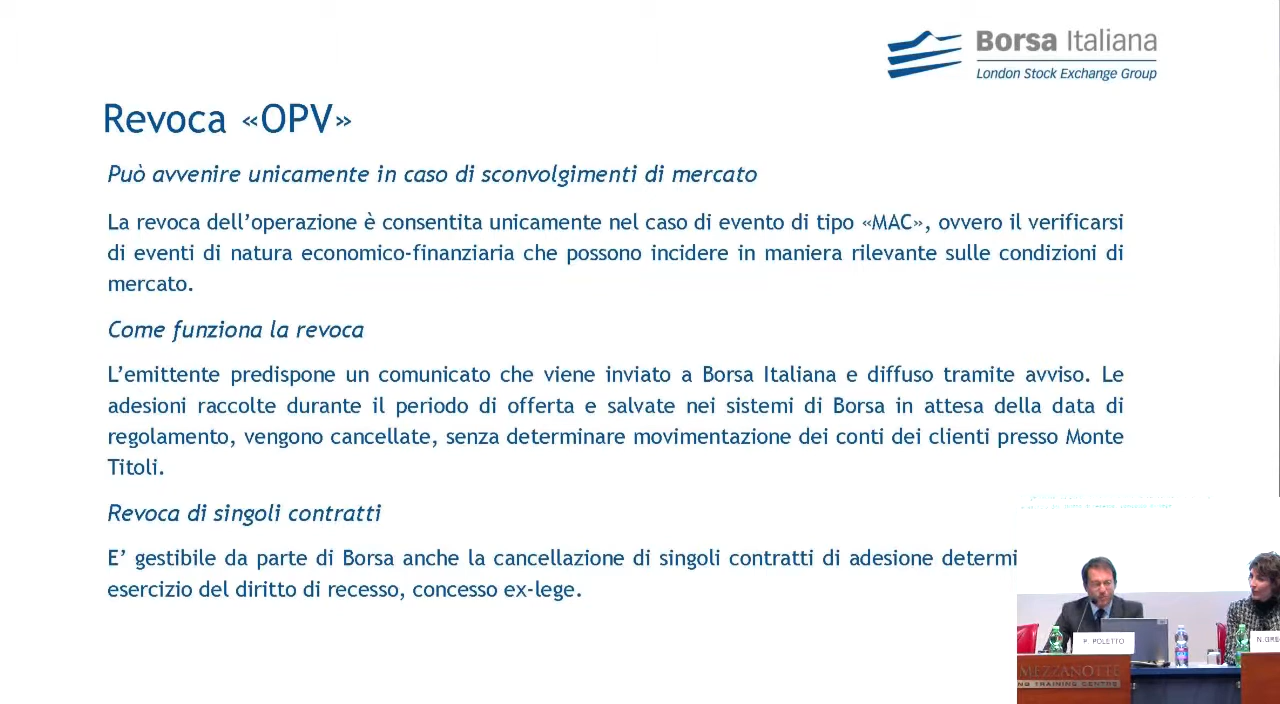 Borsa Italiana
London Stock Exchange Group
Revoca «OPV»
Può avvenire unicamente in caso di sconvolgimenti di mercato
La revoca dell’operazione è consentita unicamente nel caso di evento di tipo «MAC», ovvero il verificarsi
di eventi di natura economico-finanziaria che possono incidere in maniera rilevante sulle condizioni di
mercato.
Come funziona la revoca
L’emittente predispone un comunicato che viene inviato a Borsa Italiana e diffuso tramite avviso. Le
adesioni raccolte durante il periodo di offerta e salvate nei sistemi di Borsa in attesa della data di
regolamento, vengono cancellate, senza determinare movimentazione dei conti dei clienti presso Monte
Titoli.
Revoca di singoli contratti
E’ gestibile da parte di Borsa anche la cancellazione di singoli contratti di adesione determi
esercizio del diritto di recesso, concesso ex-lege.
P. POLETTO
MEZZANOTTE
NG TRAINING CENTRE